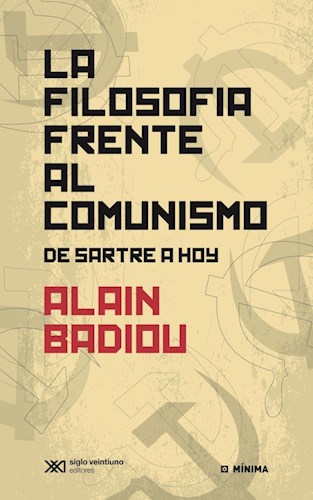 LA
FILOSOFIA
FRENTE
AL
COMUNISMO
DE SARTRE A HOY
ALAIN
BADIOU
siglo veintiuno
editores
MÍNIMA